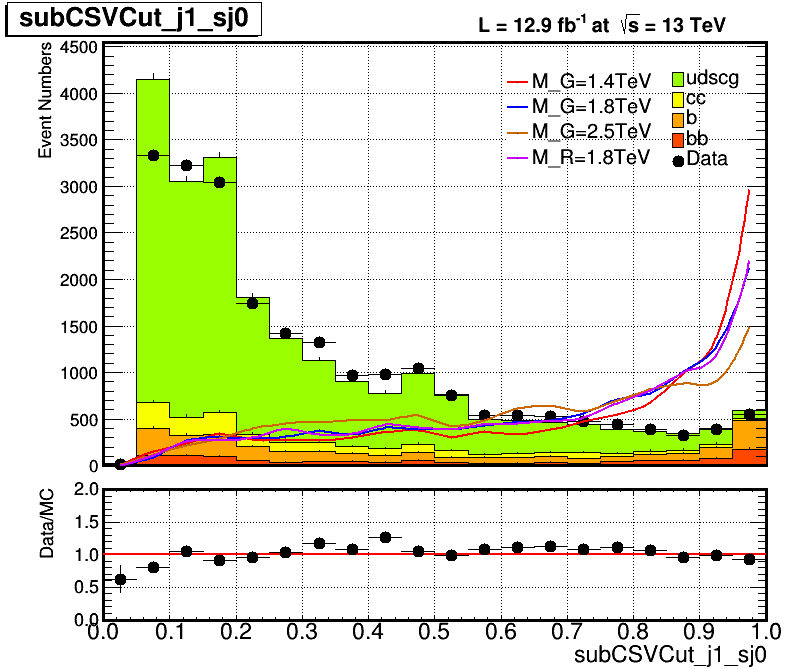 subCSVCut_j1_sj0
L = 12.9 fb-1 at √s = 13 TeV
Event Numbers
4500
4000
3500
3000
2500
2000
1500
1000
500
0
M_G=1.4TeV
M_G=1.8TeV
M_G=2.5TeV
M_R=1.8TeV
udscg
cc
b
bb
Data
Data/MC
2.0
1.5
1.0
0.5
0.0
0.0 0.1 0.2 0.3 0.4 0.5 0.6 0.7 0.8 0.9 1.0
subCSVCut_j1_sj0